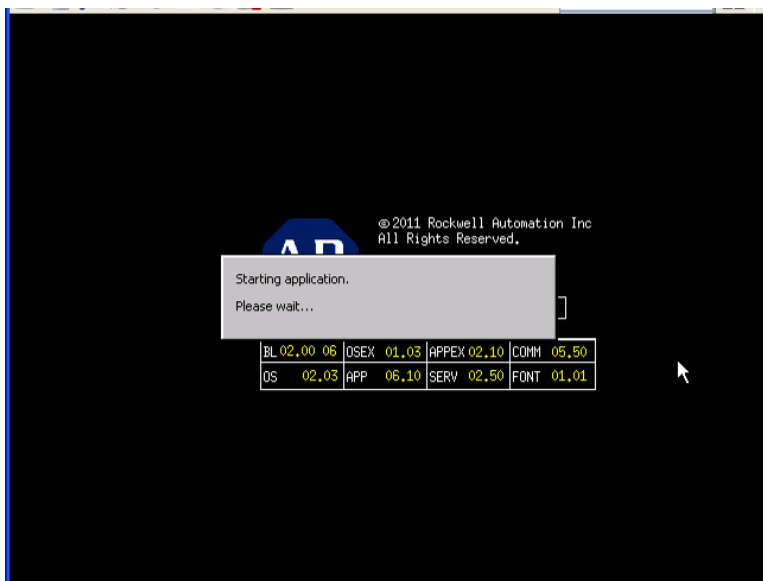 © 2011 Rockwell Automation Inc
All Rights Reserved.
AB
Starting application.
Please wait...
BL 02.00 06 OSEX 01.03 APPEX 02.10 COMM 05.50
OS 02.03 APP 06.10 SERV 02.50 FONT 01.01